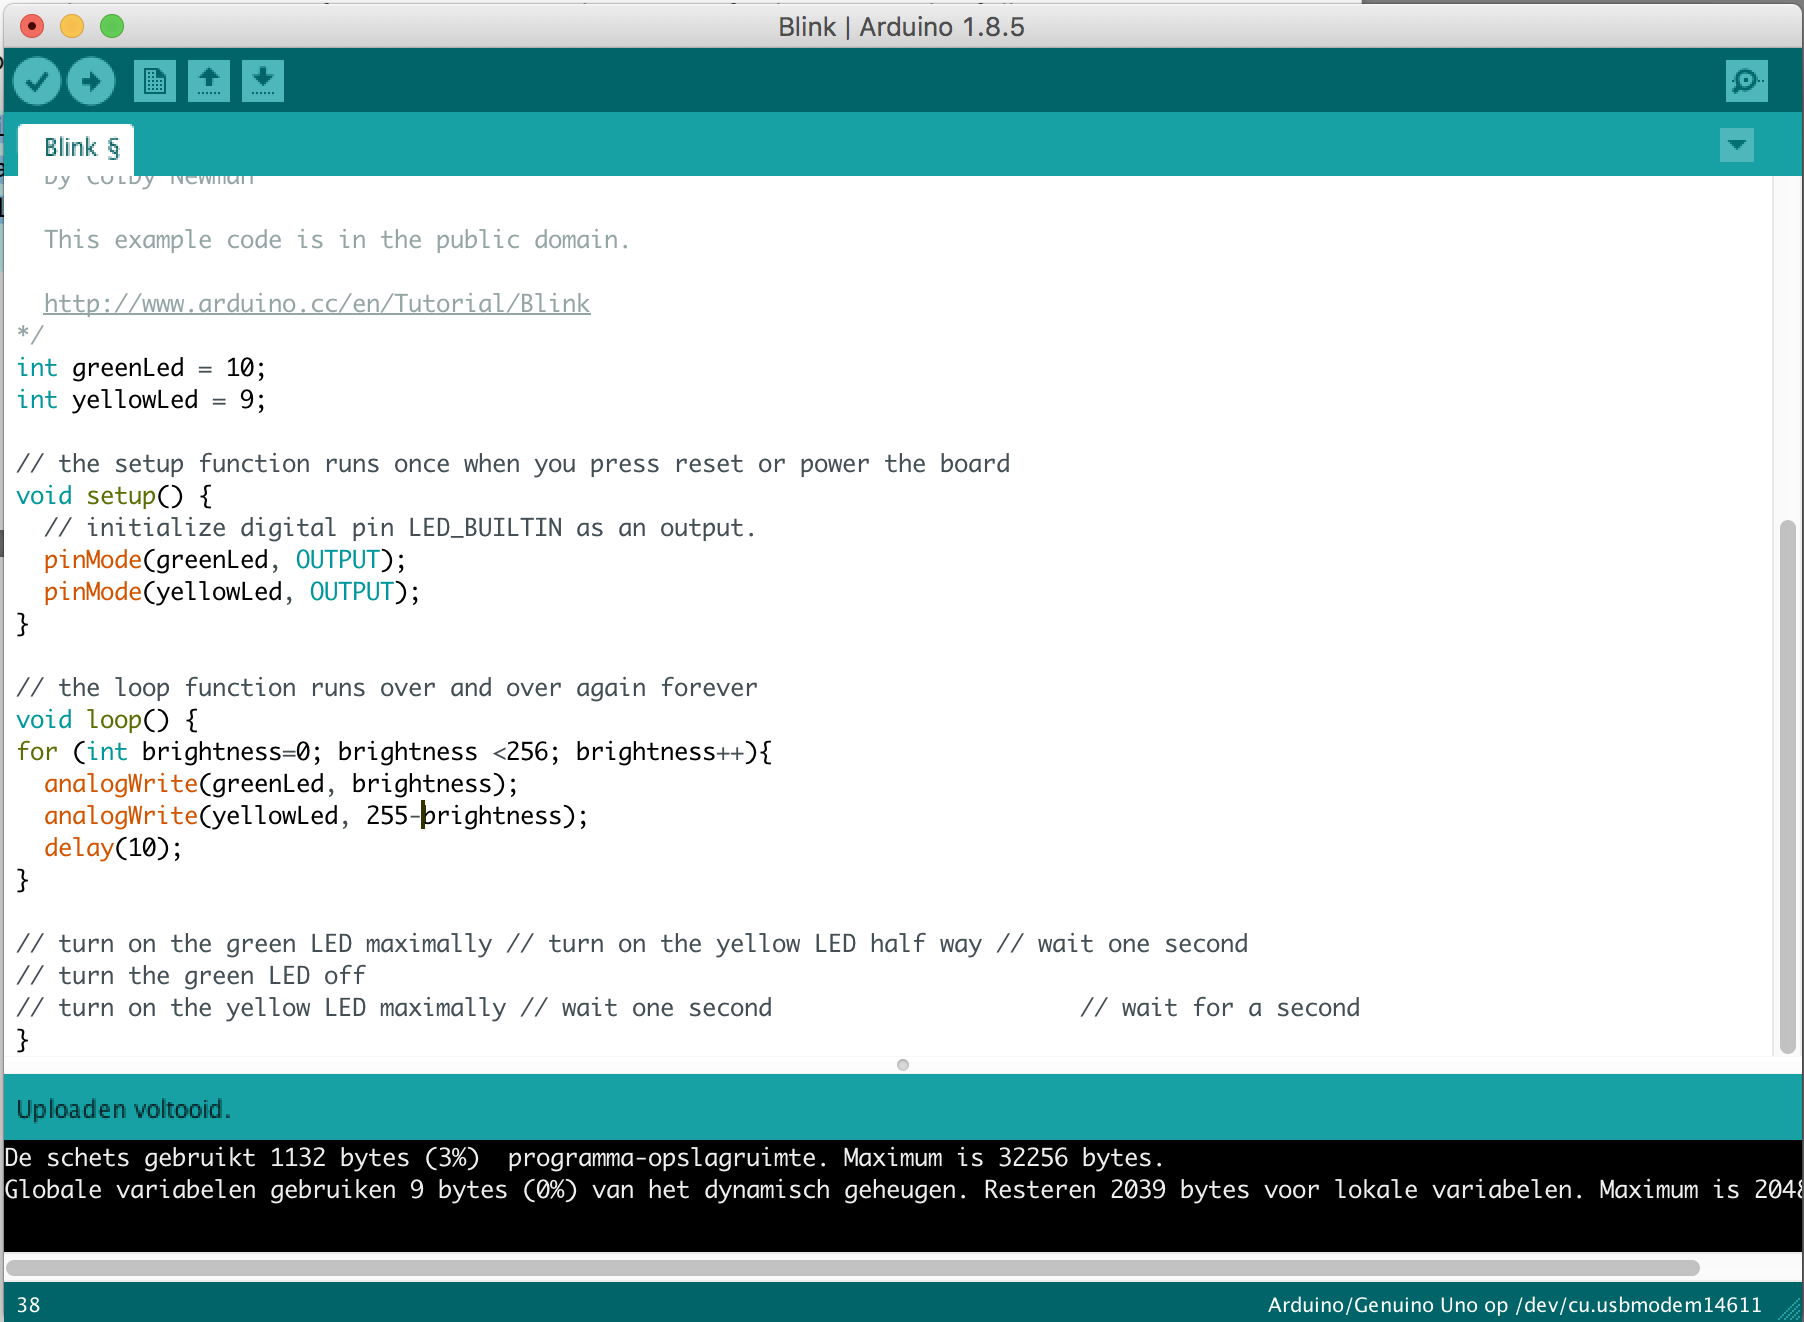 Blink | Arduino 1.8.5
Blink §
by Colby Newman
This example code is in the public domain.
http://www.arduino.cc/en/Tutorial/Blink
*/
int greenLed = 10;
int yellowLed = 9;
// the setup function runs once when you press reset or power the board
void setup() {
// initialize digital pin LED_BUILTIN as an output.
pinMode(greenLed, OUTPUT);
pinMode(yellowLed, OUTPUT);
}
// the loop function runs over and over again forever
void loop() {
for (int brightness=0; brightness <256; brightness++){
analogWrite(greenLed, brightness);
analogWrite(yellowLed, 255-brightness);
delay(10);
}
// turn on the green LED maximally // turn on the yellow LED half way // wait one second
// turn the green LED off
// turn on the yellow LED maximally // wait one second // wait for a second
}
Uploaden voltooid.
De schets gebruikt 1132 bytes (3%) programma-opslagruimte. Maximum is 32256 bytes.
Globale variabelen gebruiken 9 bytes (0%) van het dynamisch geheugen. Resteren 2039 bytes voor lokale variabelen. Maximum is 2048
38
Arduino/Genuino Uno op /dev/cu.usbmodem14611